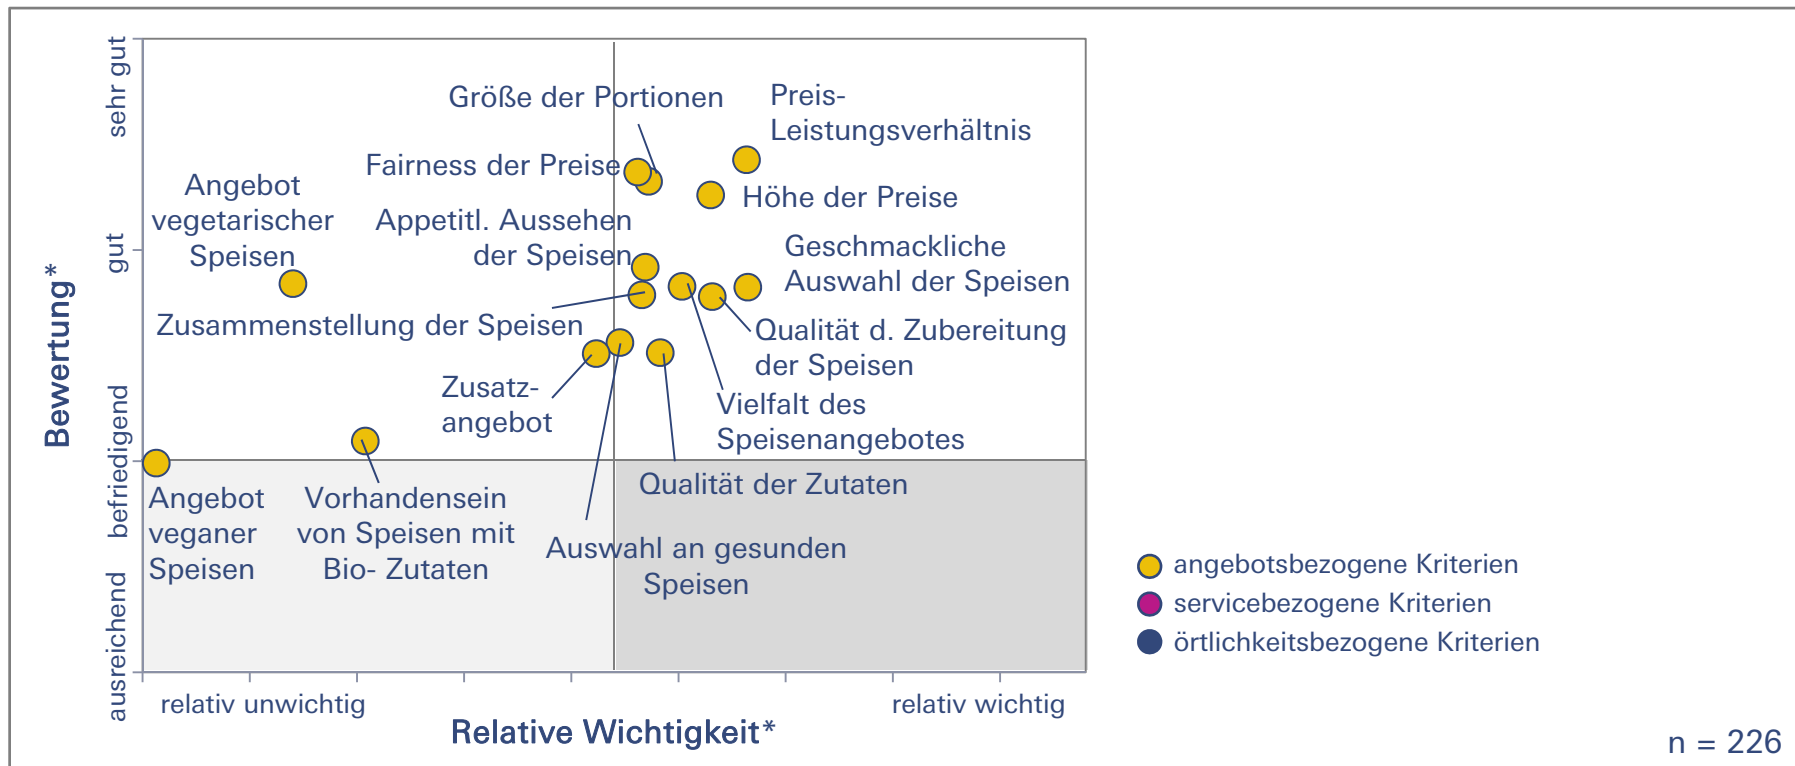 Bewertung*
sehr gut
gut
befriedigend
ausreichend
Größe der Portionen
Preis-
Leistungsverhältnis
Fairness der Preise
Höhe der Preise
Angebot
vegetarischer
Speisen
Appetitl. Aussehen
der Speisen
Geschmackliche
Auswahl der Speisen
Zusammenstellung der Speisen
Qualität d. Zubereitung
der Speisen
Zusatz-
angebot
Vielfalt des
Speisenangebotes
Qualität der Zutaten
Angebot
veganer
Speisen
Vorhandensein
von Speisen mit
Bio- Zutaten
Auswahl an gesunden
Speisen
angebotsbezogene Kriterien
servicebezogene Kriterien
örtlichkeitsbezogene Kriterien
relativ unwichtig
relativ wichtig
Relative Wichtigkeit*
n = 226